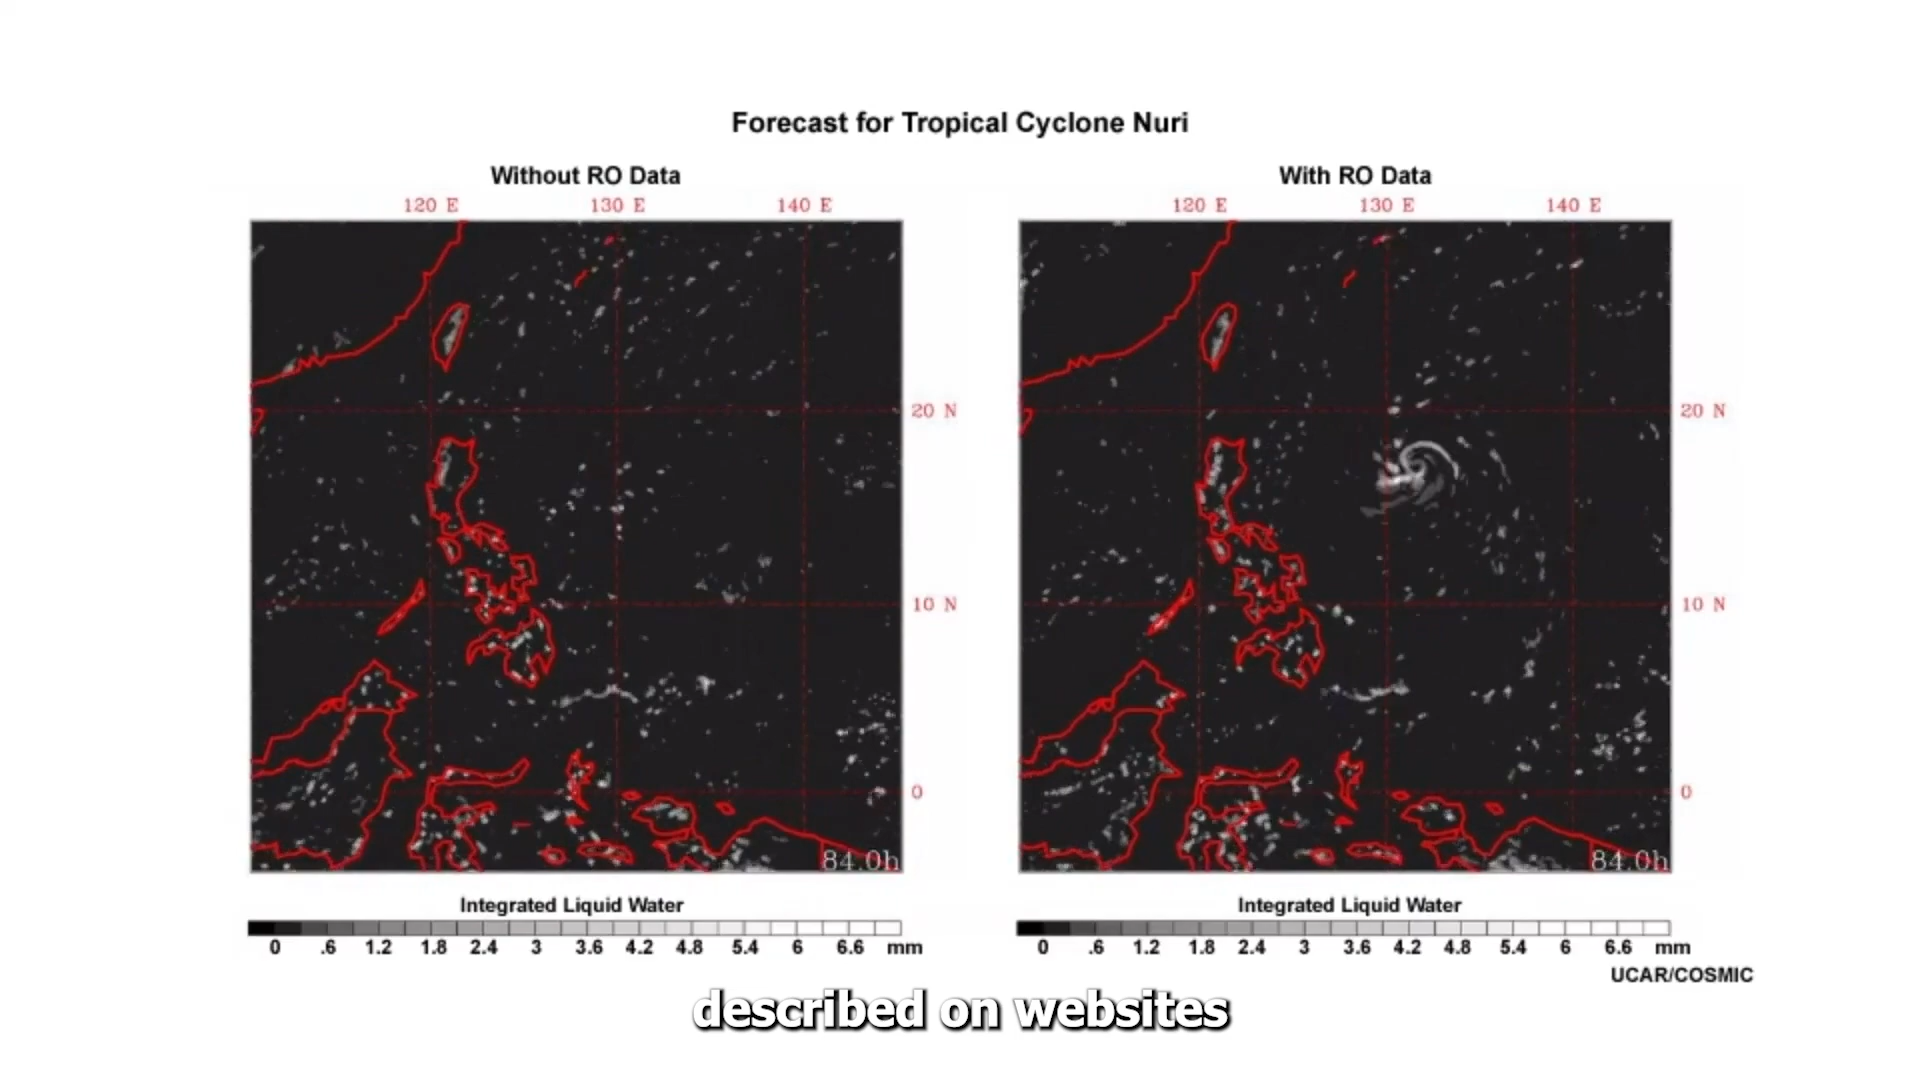 Forecast for Tropical Cyclone Nuri
Without RO Data
120 E 130 E 140 E
20 N
10 N
0
84.0h
Integrated Liquid Water
0 .6 1.2 1.8 2.4 3 3.6 4.2 4.8 5.4 6 6.6 mm
With RO Data
120 E 130 E 140 E
20 N
10 N
0
84.0h
Integrated Liquid Water
0 .6 1.2 1.8 2.4 3 3.6 4.2 4.8 5.4 6 6.6 mm
UCAR/COSMIC
described on websites